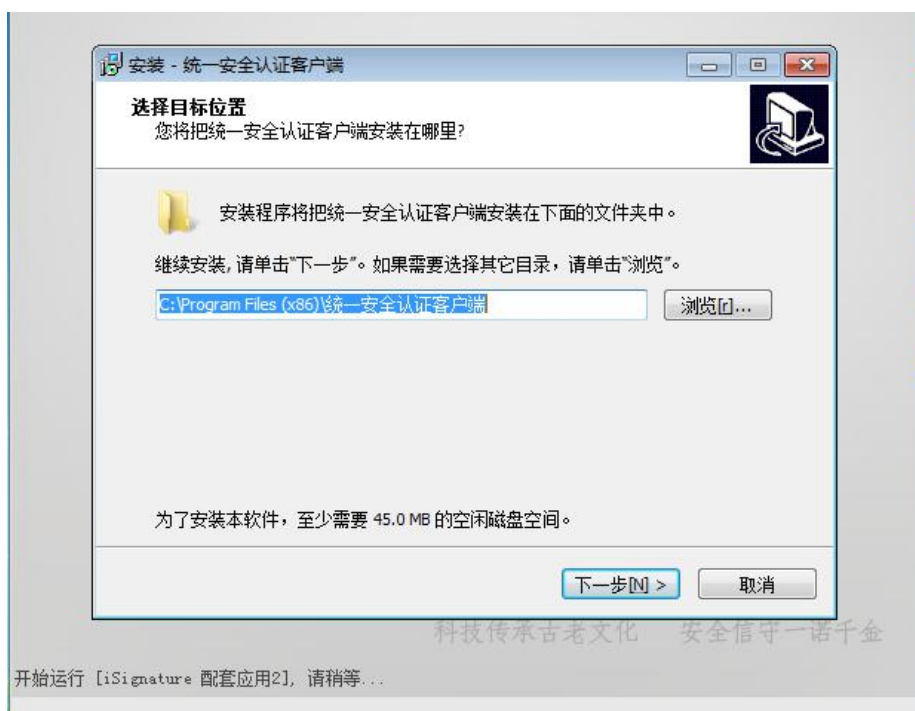 安装 - 统一安全认证客户端
选择目标位置
您将把统一安全认证客户端安装在哪里?
安装程序将把统一安全认证客户端安装在下面的文件夹中。
继续安装, 请单击“下一步”。如果需要选择其它目录，请单击“浏览”。
C:\Program Files (x86)\统一安全认证客户端
浏览[r]...
为了安装本软件，至少需要 45.0 MB 的空闲磁盘空间。
下一步[N] >
取消
科技传承古老文化 安全信守一诺千金
开始运行 [iSignature 配套应用2], 请稍等...